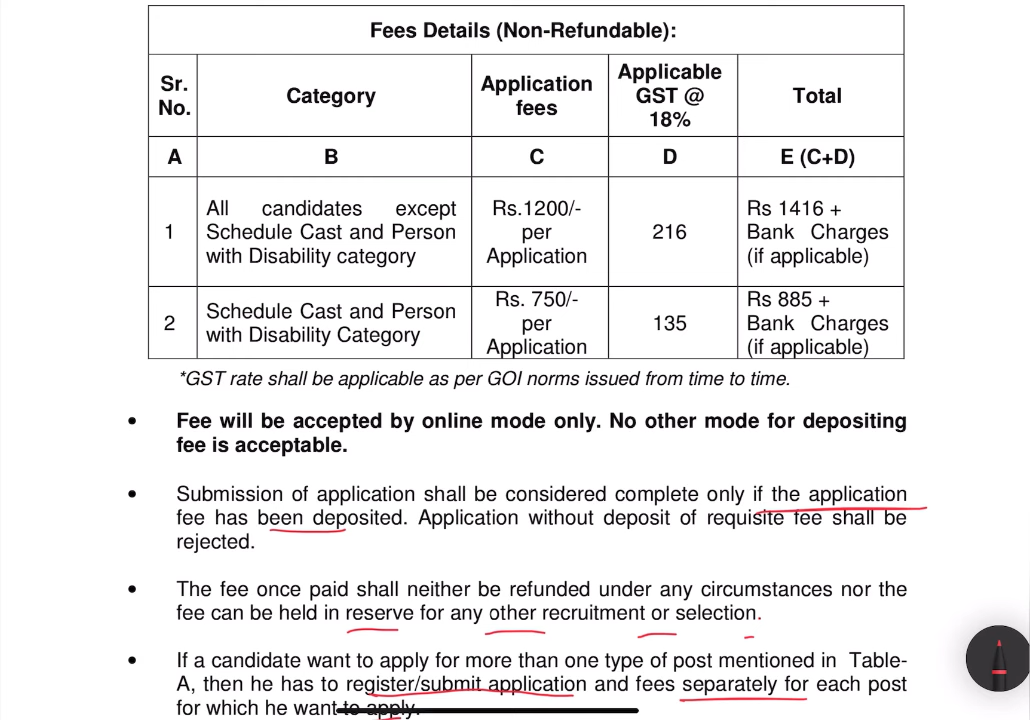 Fees Details (Non-Refundable):
Sr. No. Category Application fees Applicable GST @ 18% Total
A B C D E (C+D)
1 All candidates except Schedule Cast and Person with Disability category Rs.1200/- per Application 216 Rs 1416 + Bank Charges (if applicable)
2 Schedule Cast and Person with Disability Category Rs. 750/- per Application 135 Rs 885 + Bank Charges (if applicable)
*GST rate shall be applicable as per GOI norms issued from time to time.
• Fee will be accepted by online mode only. No other mode for depositing
fee is acceptable.
• Submission of application shall be considered complete only if the application
fee has been deposited. Application without deposit of requisite fee shall be
rejected.
• The fee once paid shall neither be refunded under any circumstances nor the
fee can be held in reserve for any other recruitment or selection.
• If a candidate want to apply for more than one type of post mentioned in Table-
A, then he has to register/submit application and fees separately for each post
for which he want to apply.